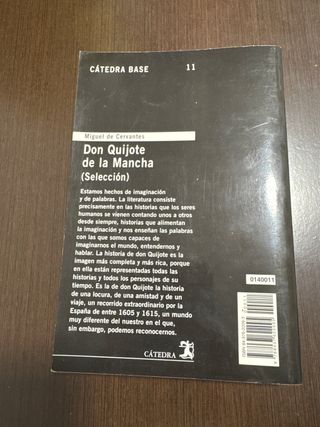 CÁTEDRA BASE 11
Miguel de Cervantes
Don Quijote
de la Mancha
(Selección)
Estamos hechos de imaginación
y de palabras. La literatura consiste
precisamente en las historias que los seres
humanos se vienen contando unos a otros
desde siempre, historias que alimentan
la imaginación y nos enseñan las palabras
con las que somos capaces de
imaginarnos el mundo, entendernos y
hablar. La historia de don Quijote es la
imagen más completa y más rica, porque
en ella están representadas todas las
historias y todos los personajes de su
tiempo. Es la de don Quijote la historia
de una locura, de una amistad y de un
viaje, un recorrido extraordinario por la
España de entre 1605 y 1615, un mundo
muy diferente del nuestro en el que,
sin embargo, podemos reconocernos.
0140011
CÁTEDRA